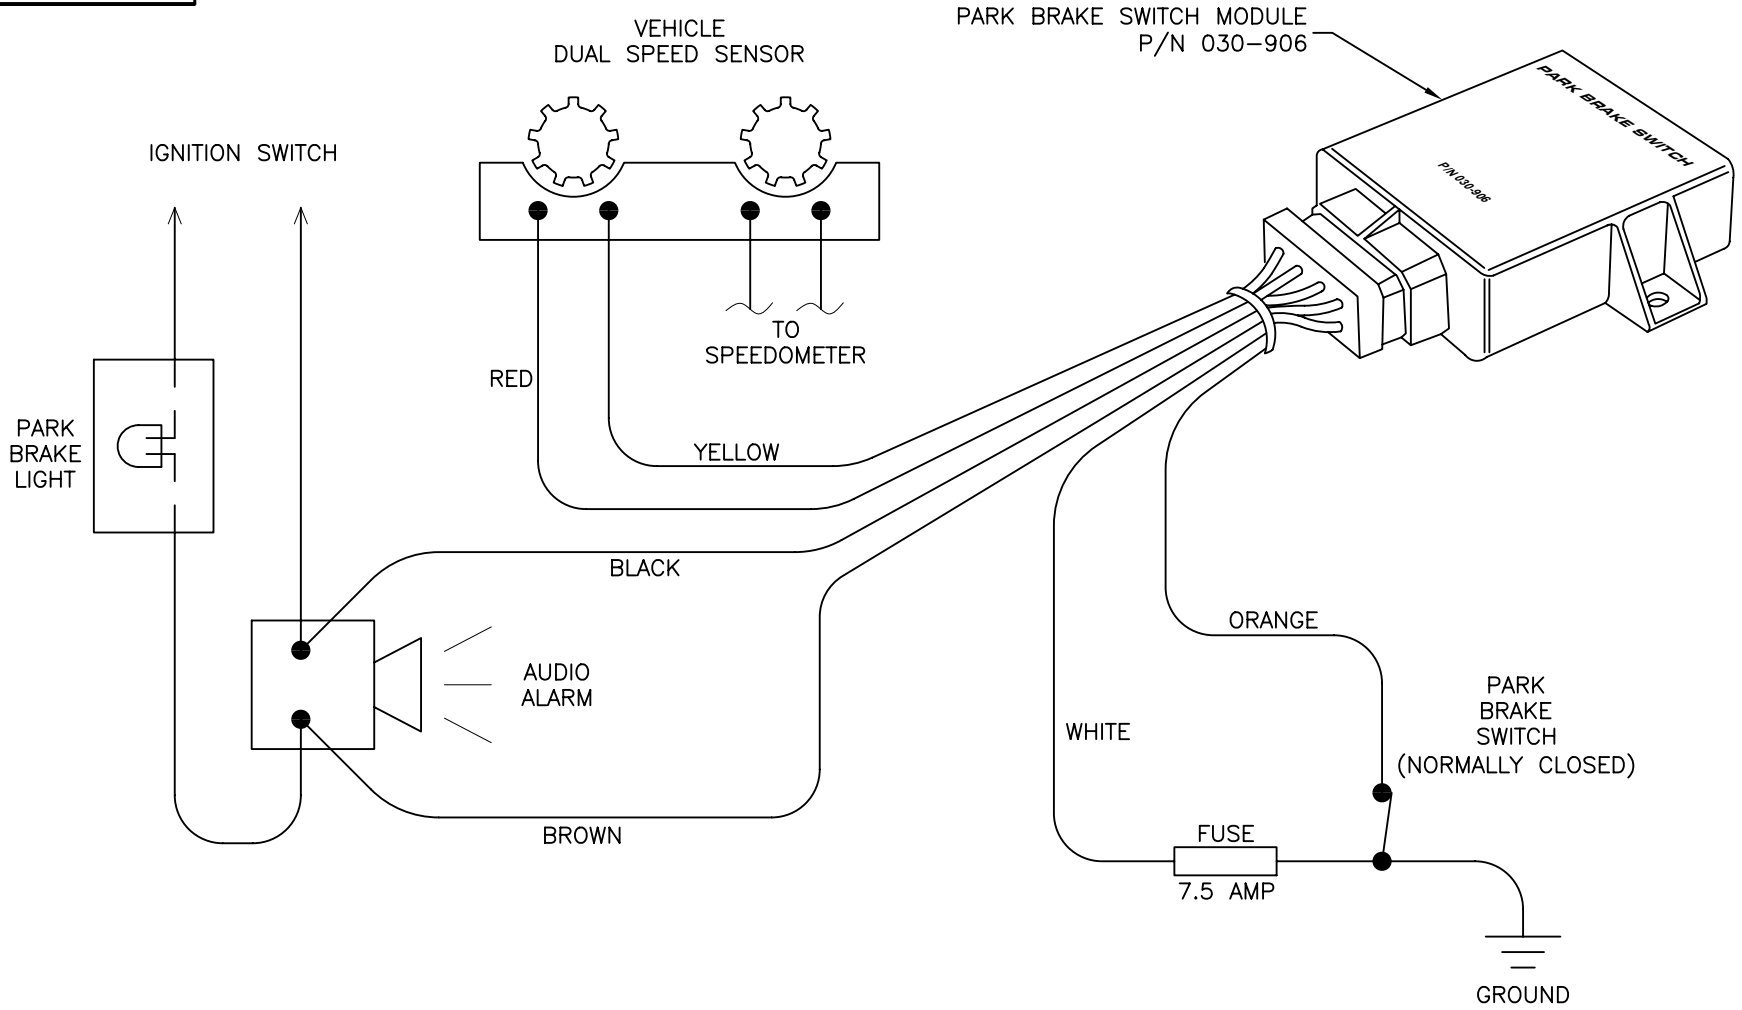 PARK BRAKE SWITCH MODULE
P/N 030-906
VEHICLE
DUAL SPEED SENSOR
PARK BRAKE SWITCH
P/N 030-906
IGNITION SWITCH
TO
SPEEDOMETER
RED
PARK
BRAKE
LIGHT
YELLOW
BLACK
ORANGE
AUDIO
ALARM
PARK
BRAKE
SWITCH
(NORMALLY CLOSED)
WHITE
BROWN
FUSE
7.5 AMP
GROUND